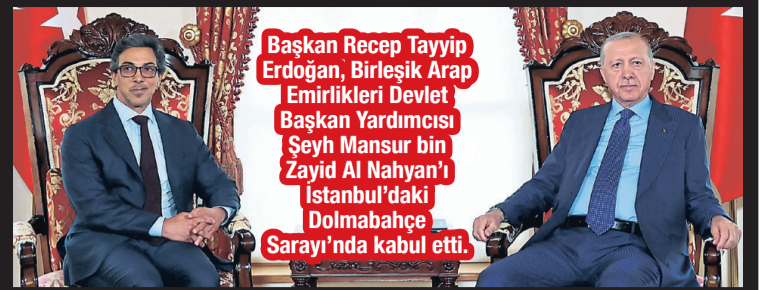 Başkan Recep Tayyip
Erdoğan, Birleşik Arap
Emirlikleri Devlet
Başkan Yardımcısı
Şeyh Mansur bin
Zayid Al Nahyan’ı
İstanbul’daki
Dolmabahçe
Sarayı’nda kabul etti.